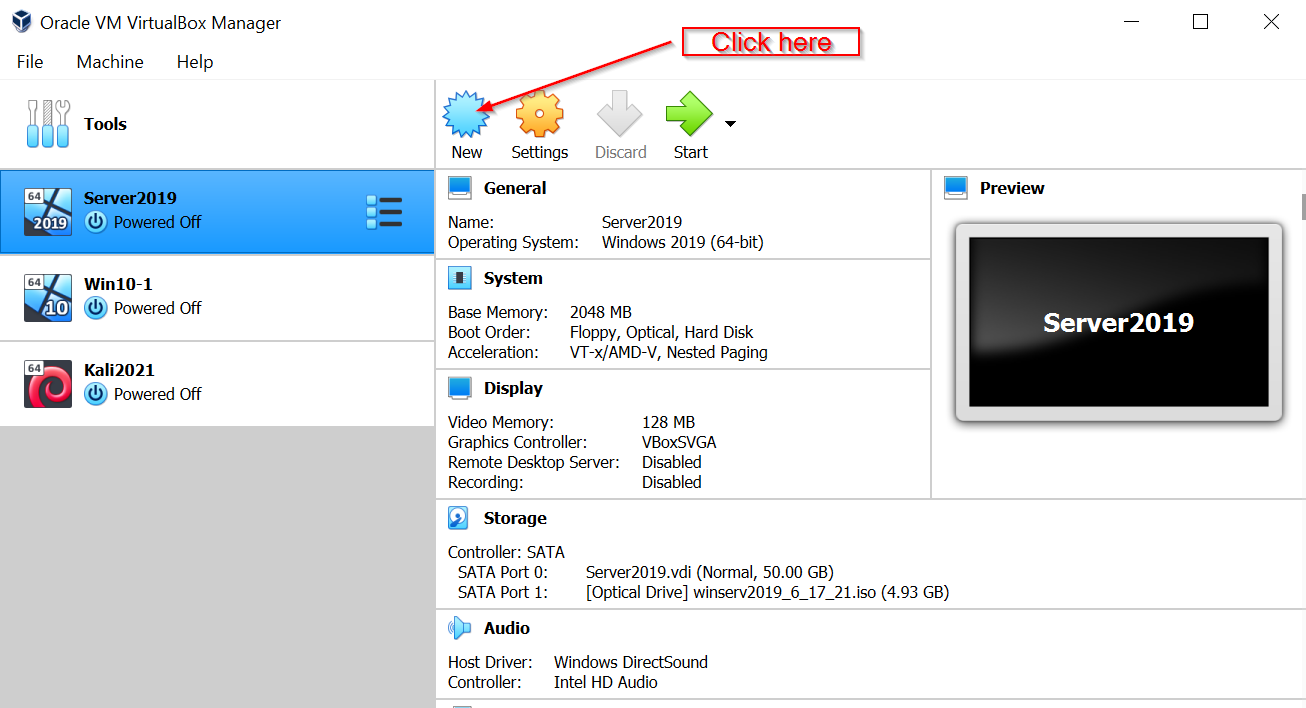 Oracle VM VirtualBox Manager
Click here
File Machine Help
Tools
New Settings Discard Start
64
2019
Server2019
Powered Off
64
10
Win10-1
Powered Off
64
Kali2021
Powered Off
General
Name: Server2019
Operating System: Windows 2019 (64-bit)
System
Base Memory: 2048 MB
Boot Order: Floppy, Optical, Hard Disk
Acceleration: VT-x/AMD-V, Nested Paging
Display
Video Memory: 128 MB
Graphics Controller: VBoxSVGA
Remote Desktop Server: Disabled
Recording: Disabled
Preview
Server2019
Storage
Controller: SATA
SATA Port 0: Server2019.vdi (Normal, 50.00 GB)
SATA Port 1: [Optical Drive] winserv2019_6_17_21.iso (4.93 GB)
Audio
Host Driver: Windows DirectSound
Controller: Intel HD Audio